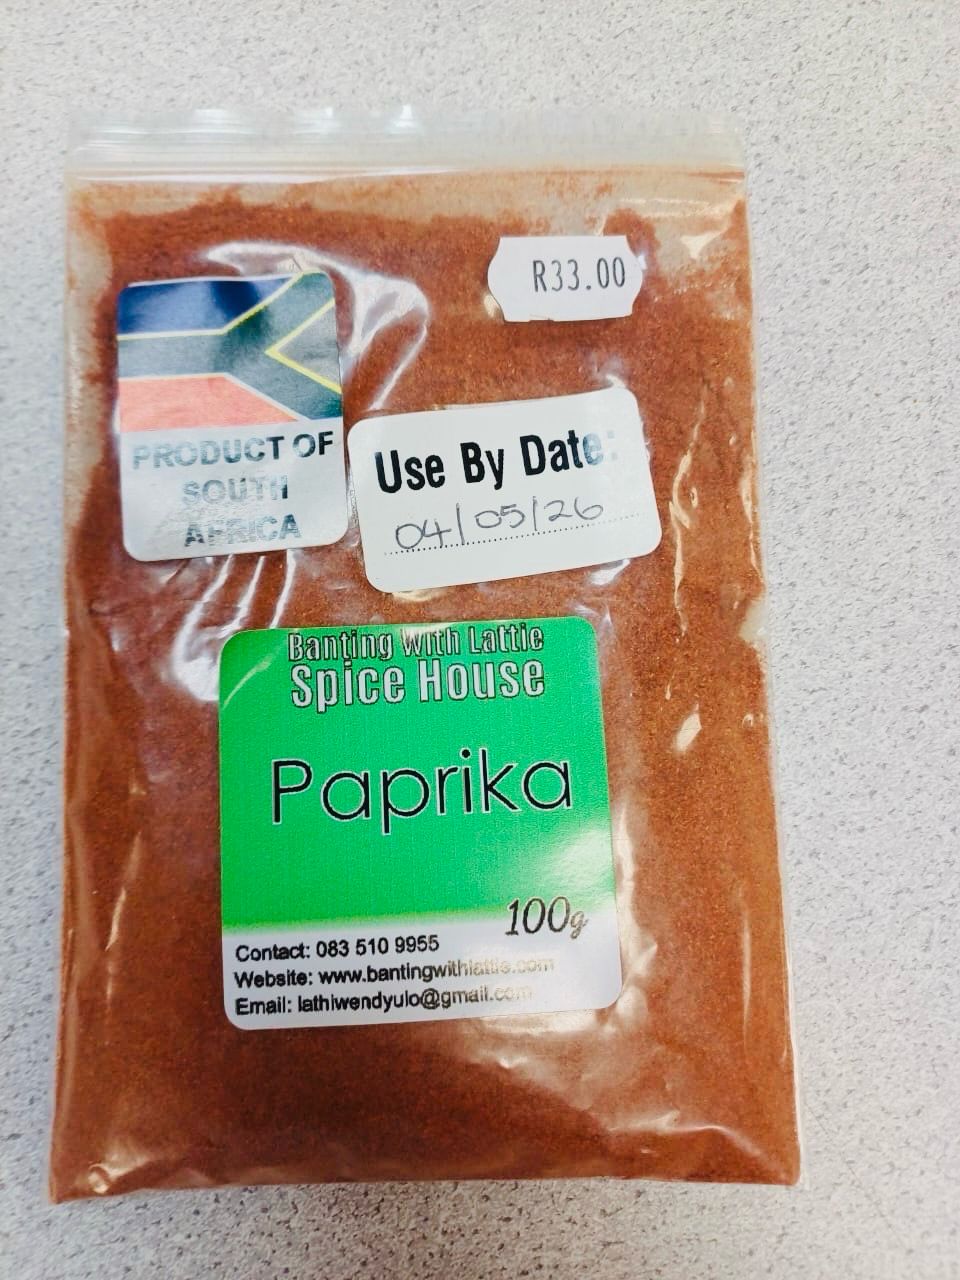 R33.00
PRODUCT OF
SOUTH
AFRICA
Use By Date:
04/05/26
Banting With Lattie
Spice House
Paprika
100g
Contact: 083 510 9955
Website: www.bantingwithlattie.com
Email: lathiwendyulo@gmail.com